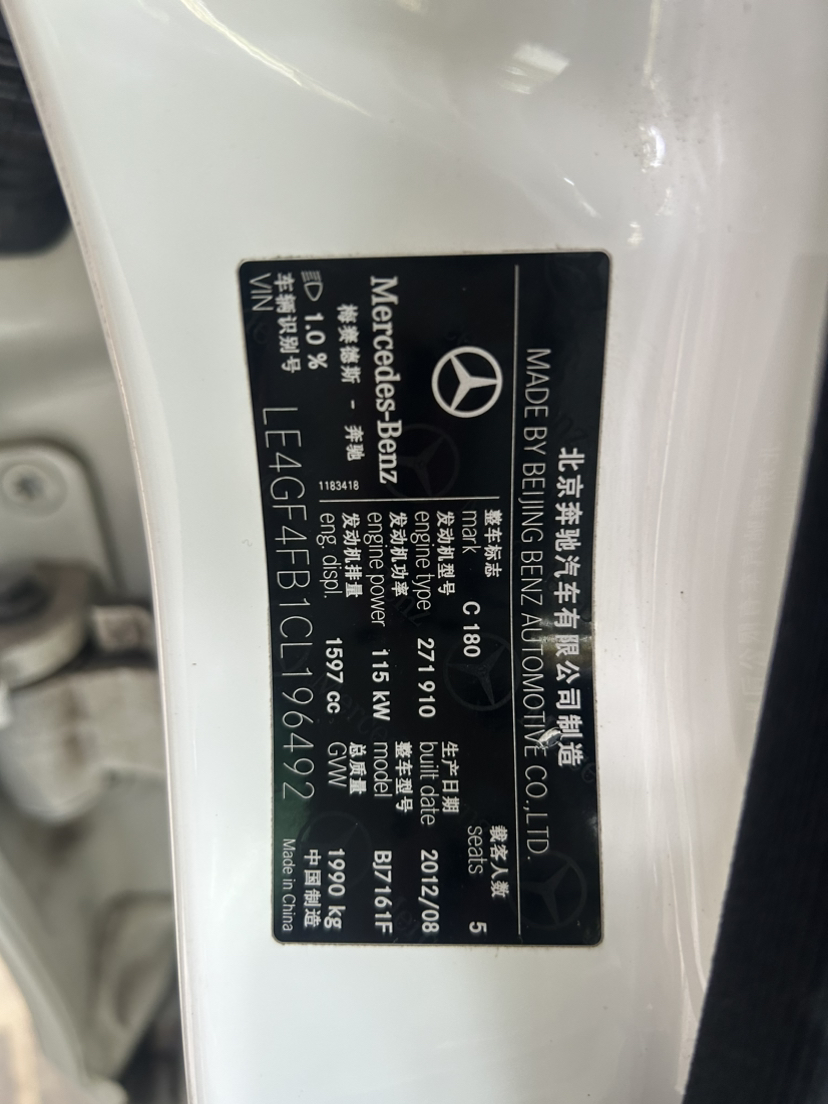 北京奔驰汽车有限公司制造
MADE BY BEIJING BENZ AUTOMOTIVE CO.,LTD.
Mercedes-Benz
梅赛德斯 - 奔驰
1.0 %
1183418
整车标志 载客人数
mark C 180 seats 5
发动机型号 生产日期
engine type 271 910 built date 2012/08
发动机功率 整车型号
engine power 115 kW model BJ7161F
发动机排量 总质量
eng. displ. 1597 cc GVW 1990 kg
车辆识别号 中国制造
VIN LE4GF4FB1CL196492 Made in China